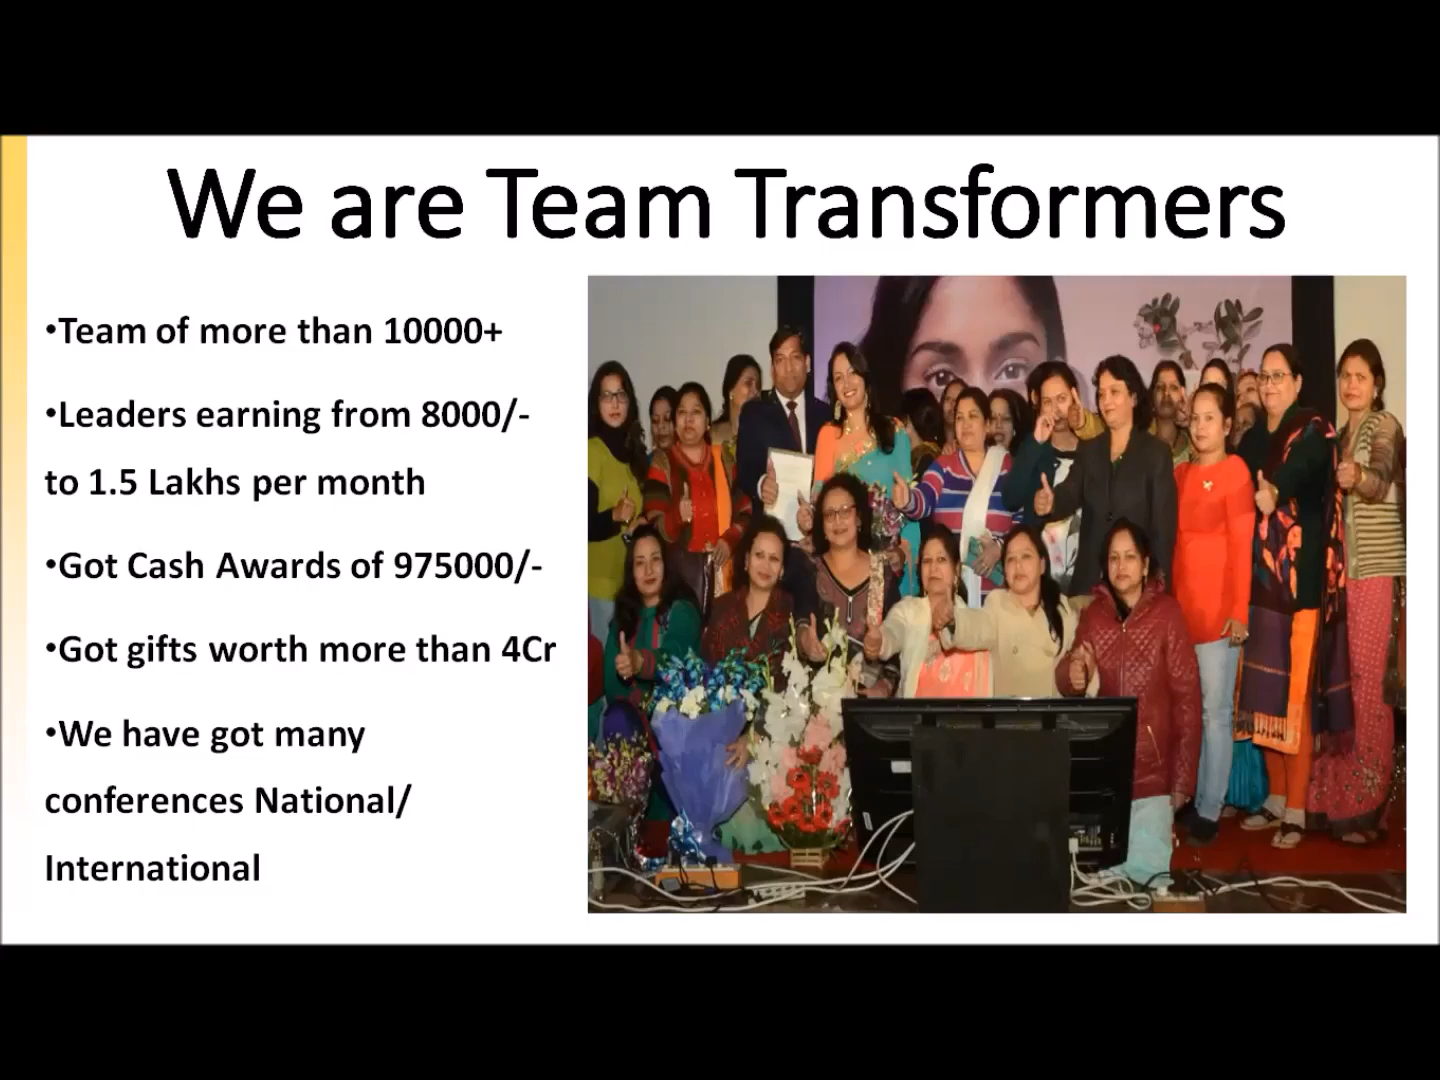 We are Team Transformers
•Team of more than 10000+
•Leaders earning from 8000/-
to 1.5 Lakhs per month
•Got Cash Awards of 975000/-
•Got gifts worth more than 4Cr
•We have got many
conferences National/
International